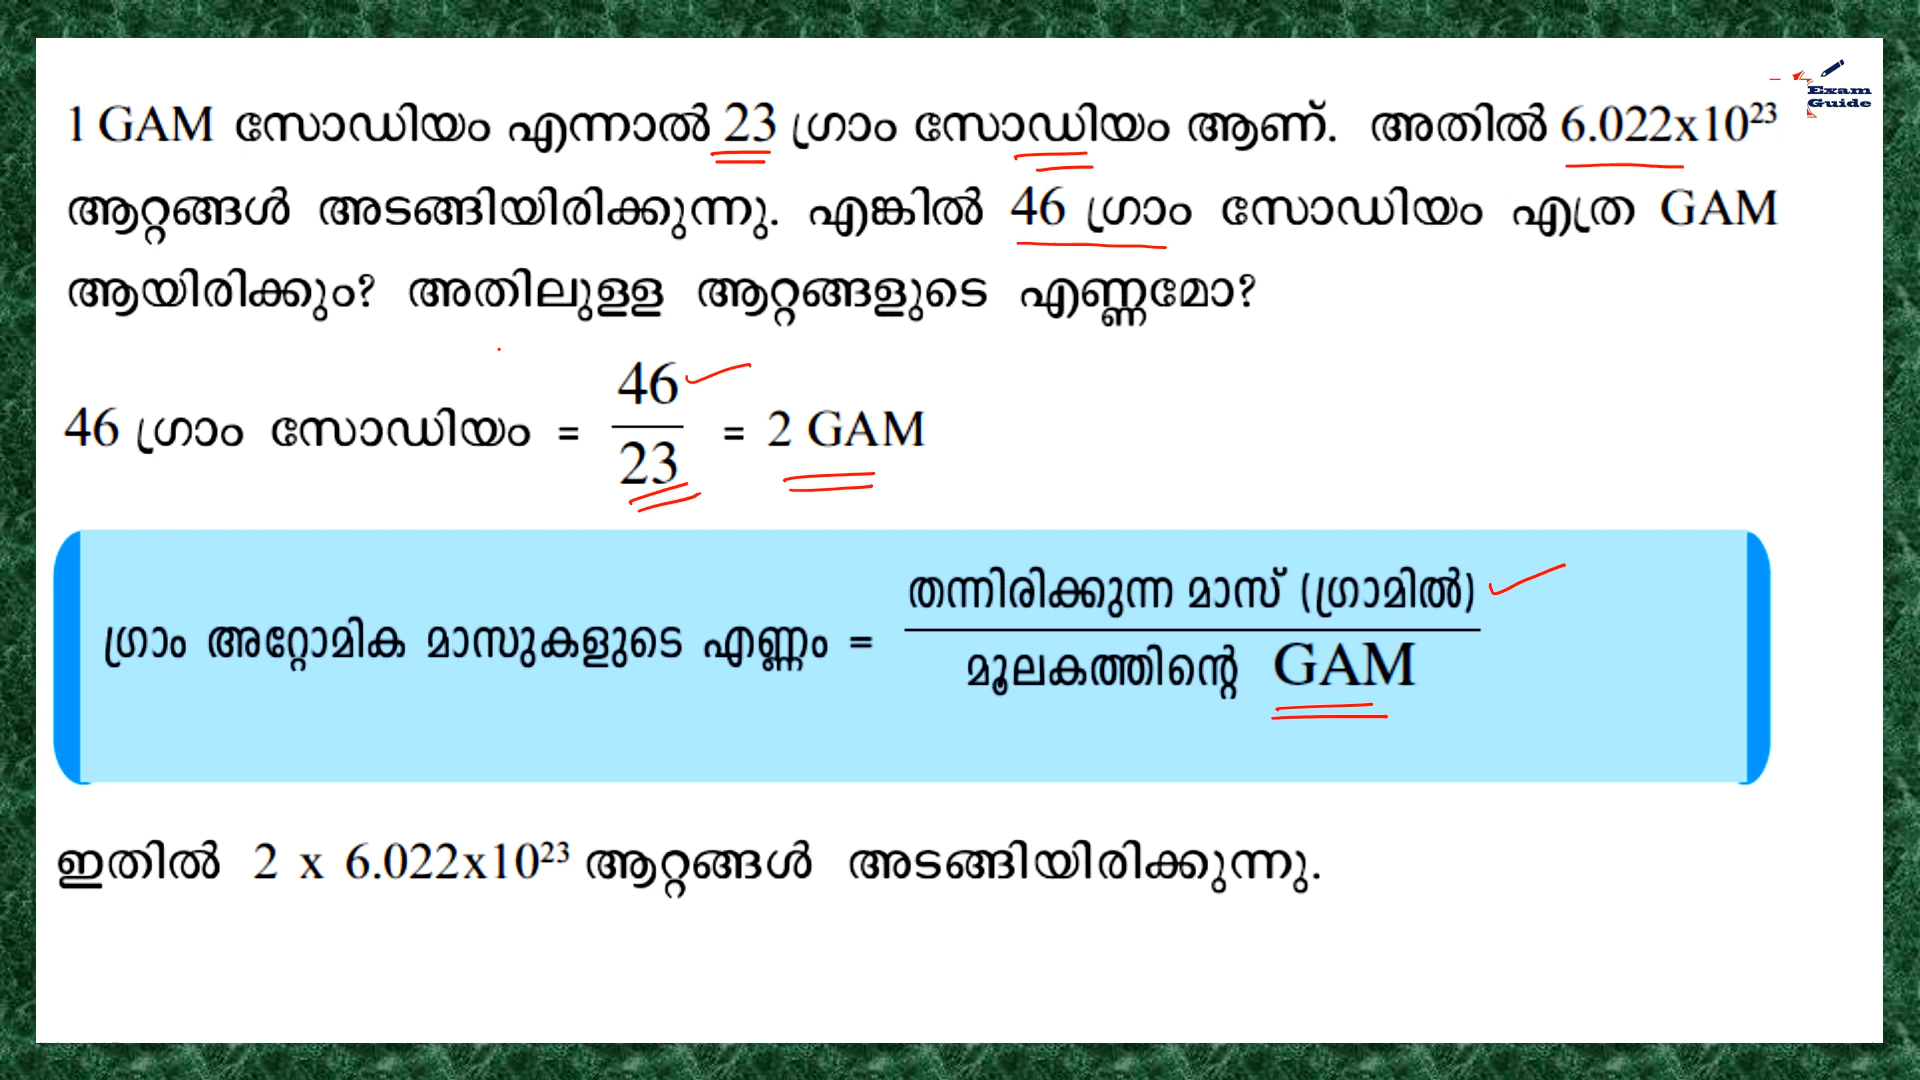 Exam
Guide
1 GAM സോഡിയം എന്നാൽ 23 ഗ്രാം സോഡിയം ആണ്. അതിൽ 6.022x10²³
ആറ്റങ്ങൾ അടങ്ങിയിരിക്കുന്നു. എങ്കിൽ 46 ഗ്രാം സോഡിയം എത്ര GAM
ആയിരിക്കും? അതിലുളള ആറ്റങ്ങളുടെ എണ്ണമോ?
46 ഗ്രാം സോഡിയം = 46/23 = 2 GAM
ഗ്രാം അറ്റോമിക മാസുകളുടെ എണ്ണം = തന്നിരിക്കുന്ന മാസ് (ഗ്രാമിൽ) / മൂലകത്തിന്റെ GAM
ഇതിൽ 2 x 6.022x10²³ ആറ്റങ്ങൾ അടങ്ങിയിരിക്കുന്നു.